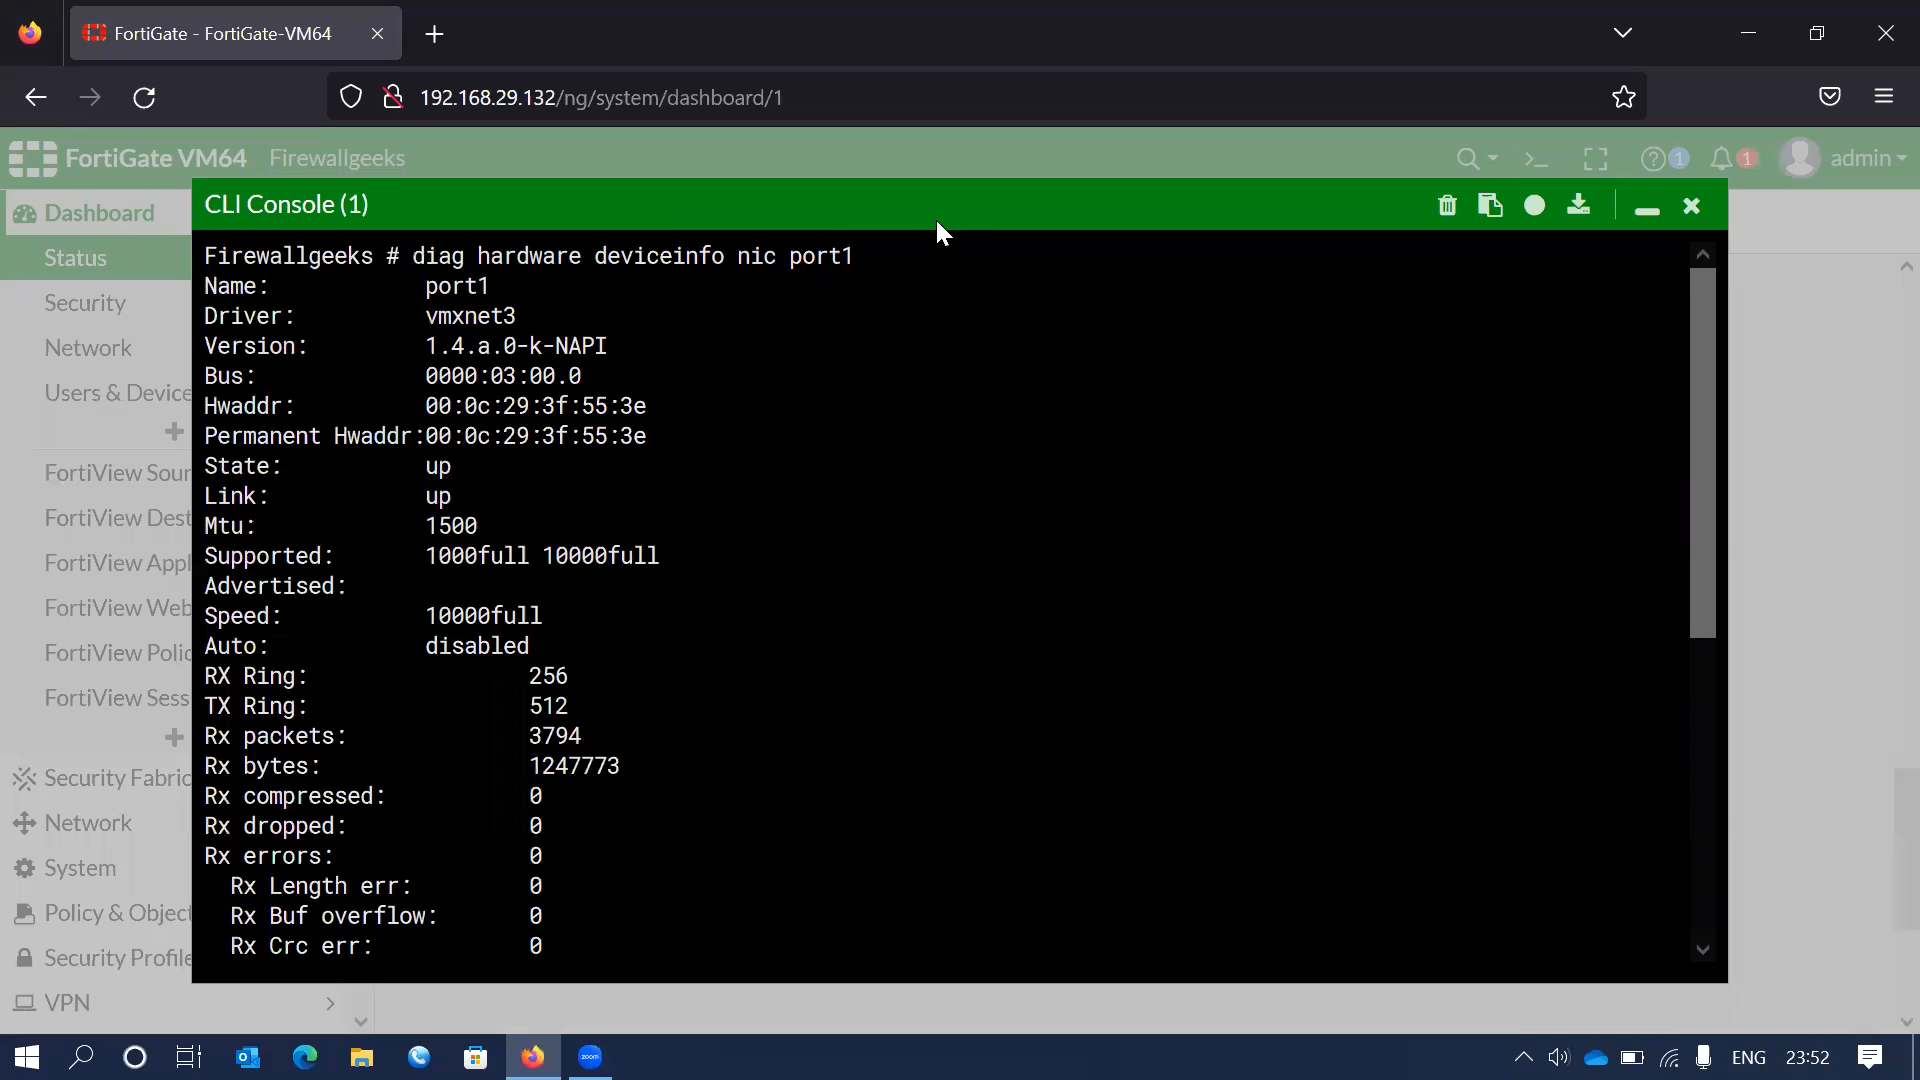 FortiGate - FortiGate-VM64
192.168.29.132/ng/system/dashboard/1
FortiGate VM64 Firewallgeeks
1
1
admin
CLI Console (1)
Dashboard
Status
Security
Network
Users & Device
FortiView Sour
FortiView Dest
FortiView Appl
FortiView Web
FortiView Polic
FortiView Sess
Security Fabric
Network
System
Policy & Object
Security Profile
VPN
Firewallgeeks # diag hardware deviceinfo nic port1
Name: port1
Driver: vmxnet3
Version: 1.4.a.0-k-NAPI
Bus: 0000:03:00.0
Hwaddr: 00:0c:29:3f:55:3e
Permanent Hwaddr:00:0c:29:3f:55:3e
State: up
Link: up
Mtu: 1500
Supported: 1000full 10000full
Advertised:
Speed: 10000full
Auto: disabled
RX Ring: 256
TX Ring: 512
Rx packets: 3794
Rx bytes: 1247773
Rx compressed: 0
Rx dropped: 0
Rx errors: 0
Rx Length err: 0
Rx Buf overflow: 0
Rx Crc err: 0
zoom
ENG 23:52